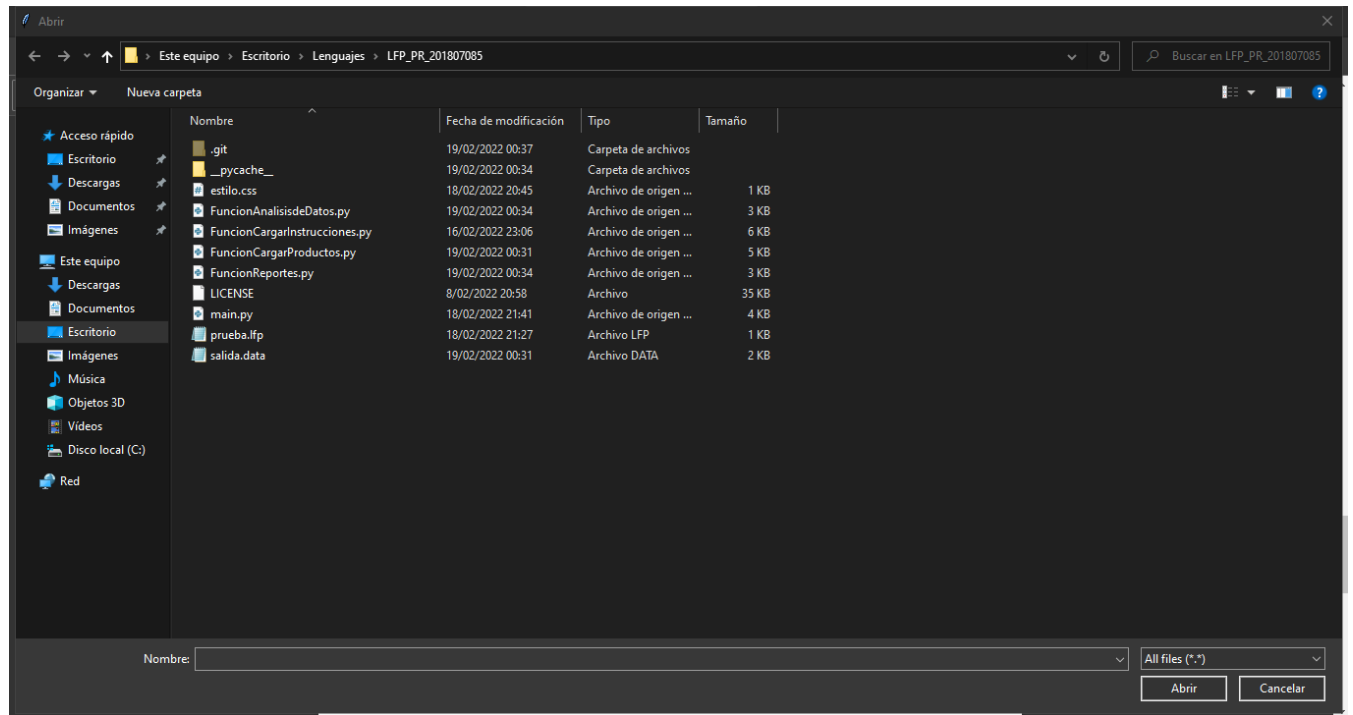 Abrir
Este equipo > Escritorio > Lenguajes > LFP_PR_201807085
Buscar en LFP_PR_201807085
Organizar Nueva carpeta
Nombre Fecha de modificación Tipo Tamaño
Acceso rápido
Escritorio
Descargas
Documentos
Imágenes
Este equipo
Descargas
Documentos
Escritorio
Imágenes
Música
Objetos 3D
Vídeos
Disco local (C:)
Red
.git 19/02/2022 00:37 Carpeta de archivos
__pycache__ 19/02/2022 00:34 Carpeta de archivos
estilo.css 18/02/2022 20:45 Archivo de origen ... 1 KB
FuncionAnalisisdeDatos.py 19/02/2022 00:34 Archivo de origen ... 3 KB
FuncionCargarInstrucciones.py 16/02/2022 23:06 Archivo de origen ... 6 KB
FuncionCargarProductos.py 19/02/2022 00:31 Archivo de origen ... 5 KB
FuncionReportes.py 19/02/2022 00:34 Archivo de origen ... 3 KB
LICENSE 8/02/2022 20:58 Archivo 35 KB
main.py 18/02/2022 21:41 Archivo de origen ... 4 KB
prueba.lfp 18/02/2022 21:27 Archivo LFP 1 KB
salida.data 19/02/2022 00:31 Archivo DATA 2 KB
Nombre:
All files (*.*)
Abrir Cancelar